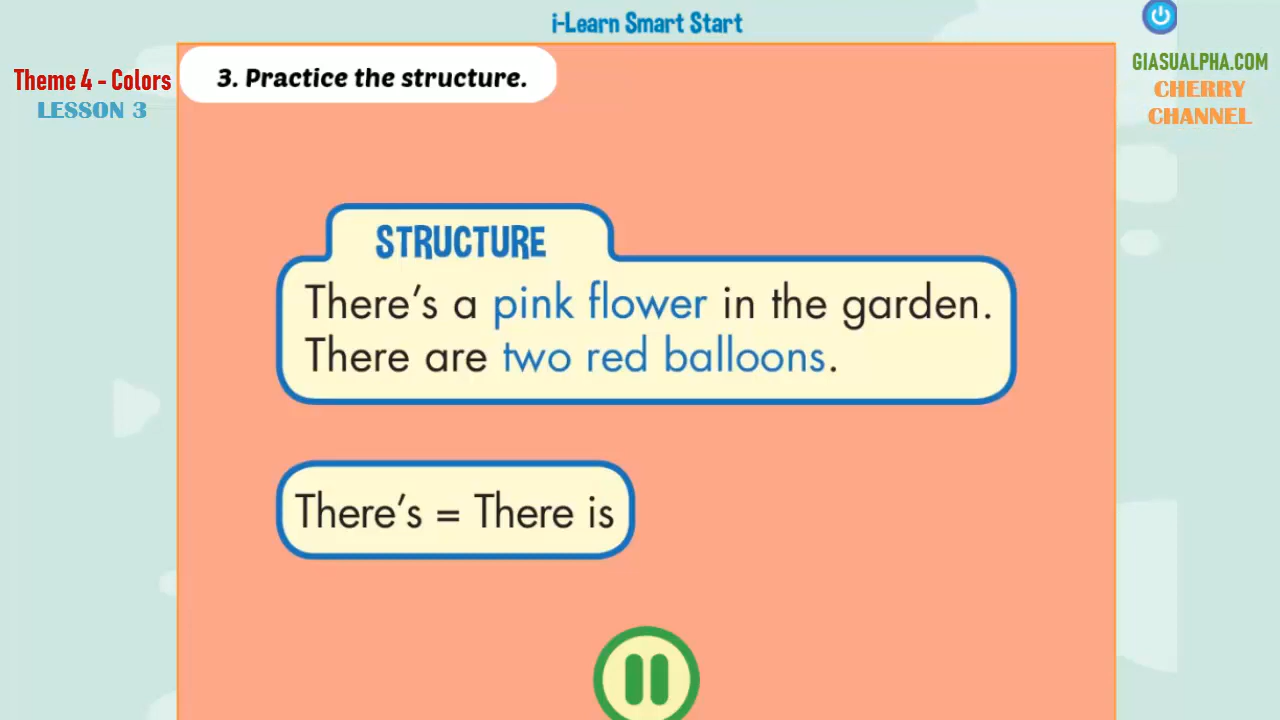 i-Learn Smart Start
Theme 4 - Colors
LESSON 3
3. Practice the structure.
GIASUALPHA.COM
CHERRY
CHANNEL
STRUCTURE
There's a pink flower in the garden.
There are two red balloons.
There's = There is